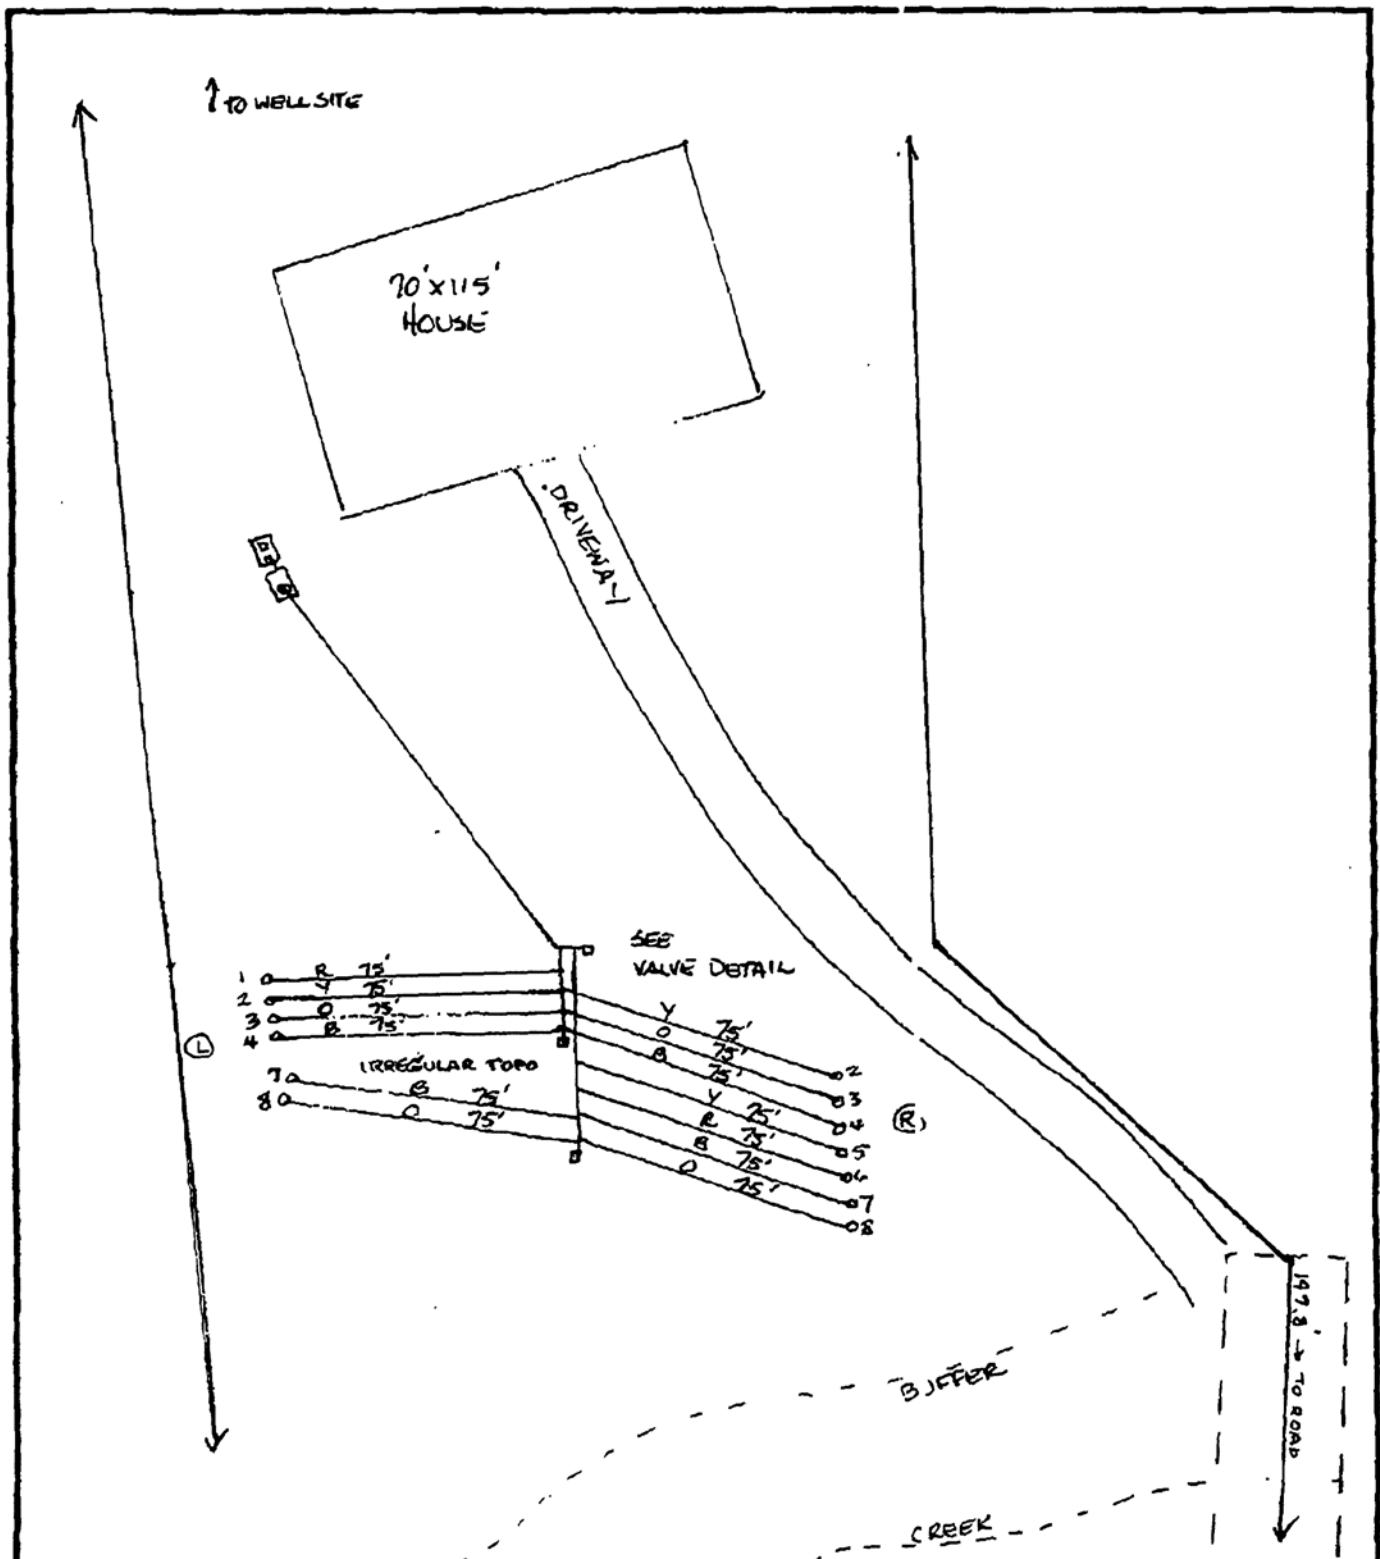 ↑ TO WELL SITE
70'x115'
HOUSE
DRIVEWAY
SEE
VALVE DETAIL
1 R 75'
2 Y 75'
3 O 75'
4 B 75'
L
IRREGULAR TOPO
7 B 75'
8 O 75'
Y 75' 2
O 75' 3
B 75' 4
Y 75' 5
R 75' 6
B 75' 7
O 75' 8
R
BUFFER
CREEK
→ TO ROAD